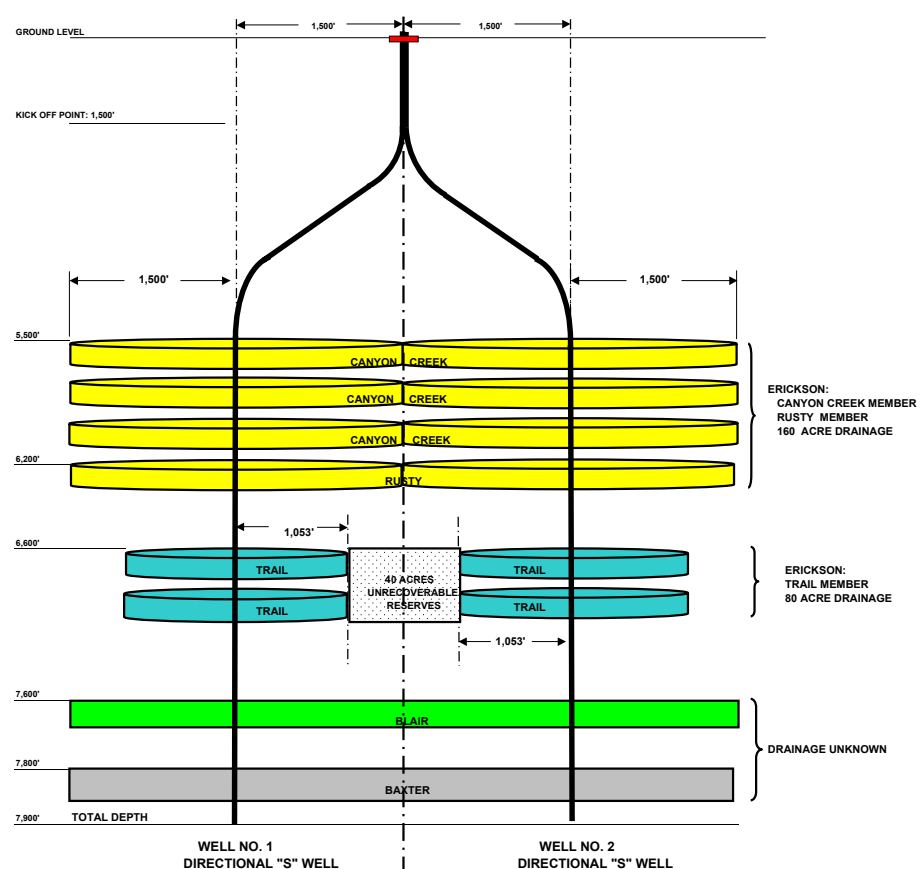 1,500' 1,500'
GROUND LEVEL
KICK OFF POINT: 1,500'
1,500' 1,500'
5,500'
CANYON CREEK
CANYON CREEK
CANYON CREEK
ERICKSON:
CANYON CREEK MEMBER
RUSTY MEMBER
160 ACRE DRAINAGE
6,200'
RUSTY
1,053'
6,600'
TRAIL TRAIL
TRAIL TRAIL
40 ACRES
UNRECOVERABLE
RESERVES
ERICKSON:
TRAIL MEMBER
80 ACRE DRAINAGE
1,053'
7,600'
BLAIR
DRAINAGE UNKNOWN
7,800'
BAXTER
7,900' TOTAL DEPTH
WELL NO. 1
DIRECTIONAL "S" WELL
WELL NO. 2
DIRECTIONAL "S" WELL